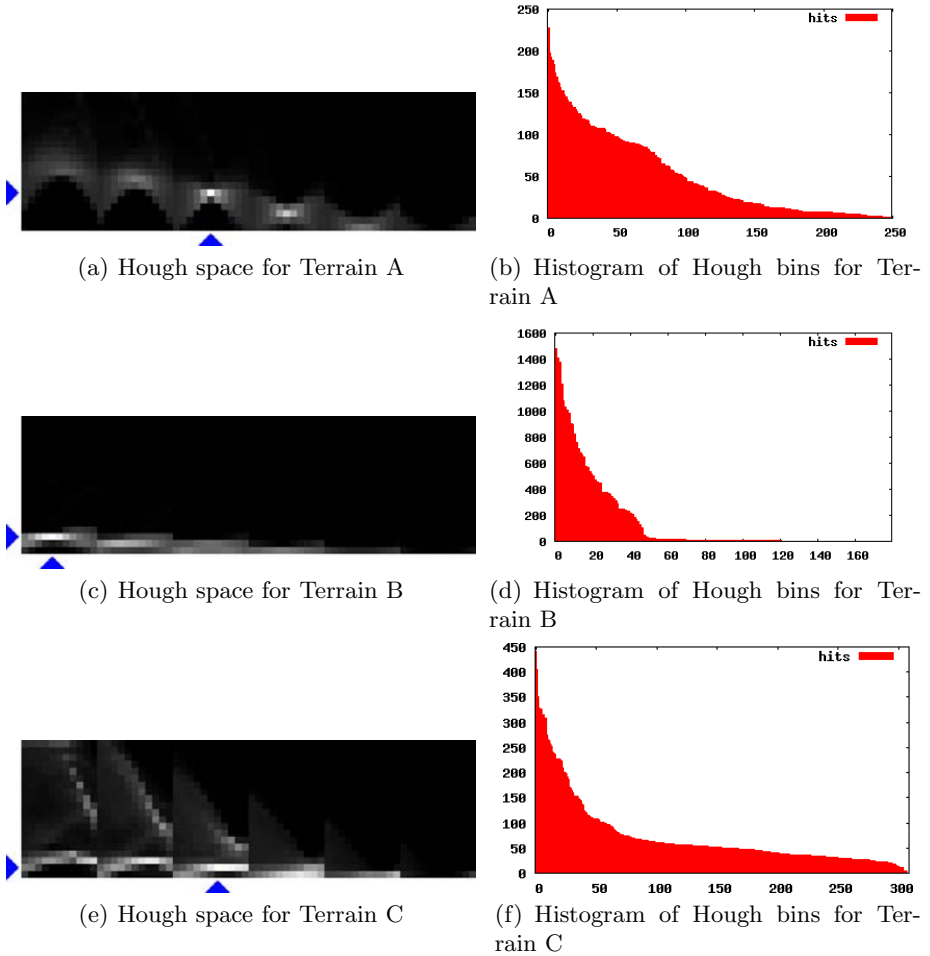 250
200
150
100
50
0
hits
0 50 100 150 200 250
(a) Hough space for Terrain A
(b) Histogram of Hough bins for Ter-
rain A
1600
1400
1200
1000
800
600
400
200
0
hits
0 20 40 60 80 100 120 140 160
(c) Hough space for Terrain B
(d) Histogram of Hough bins for Ter-
rain B
450
400
350
300
250
200
150
100
50
0
hits
0 50 100 150 200 250 300
(e) Hough space for Terrain C
(f) Histogram of Hough bins for Ter-
rain C